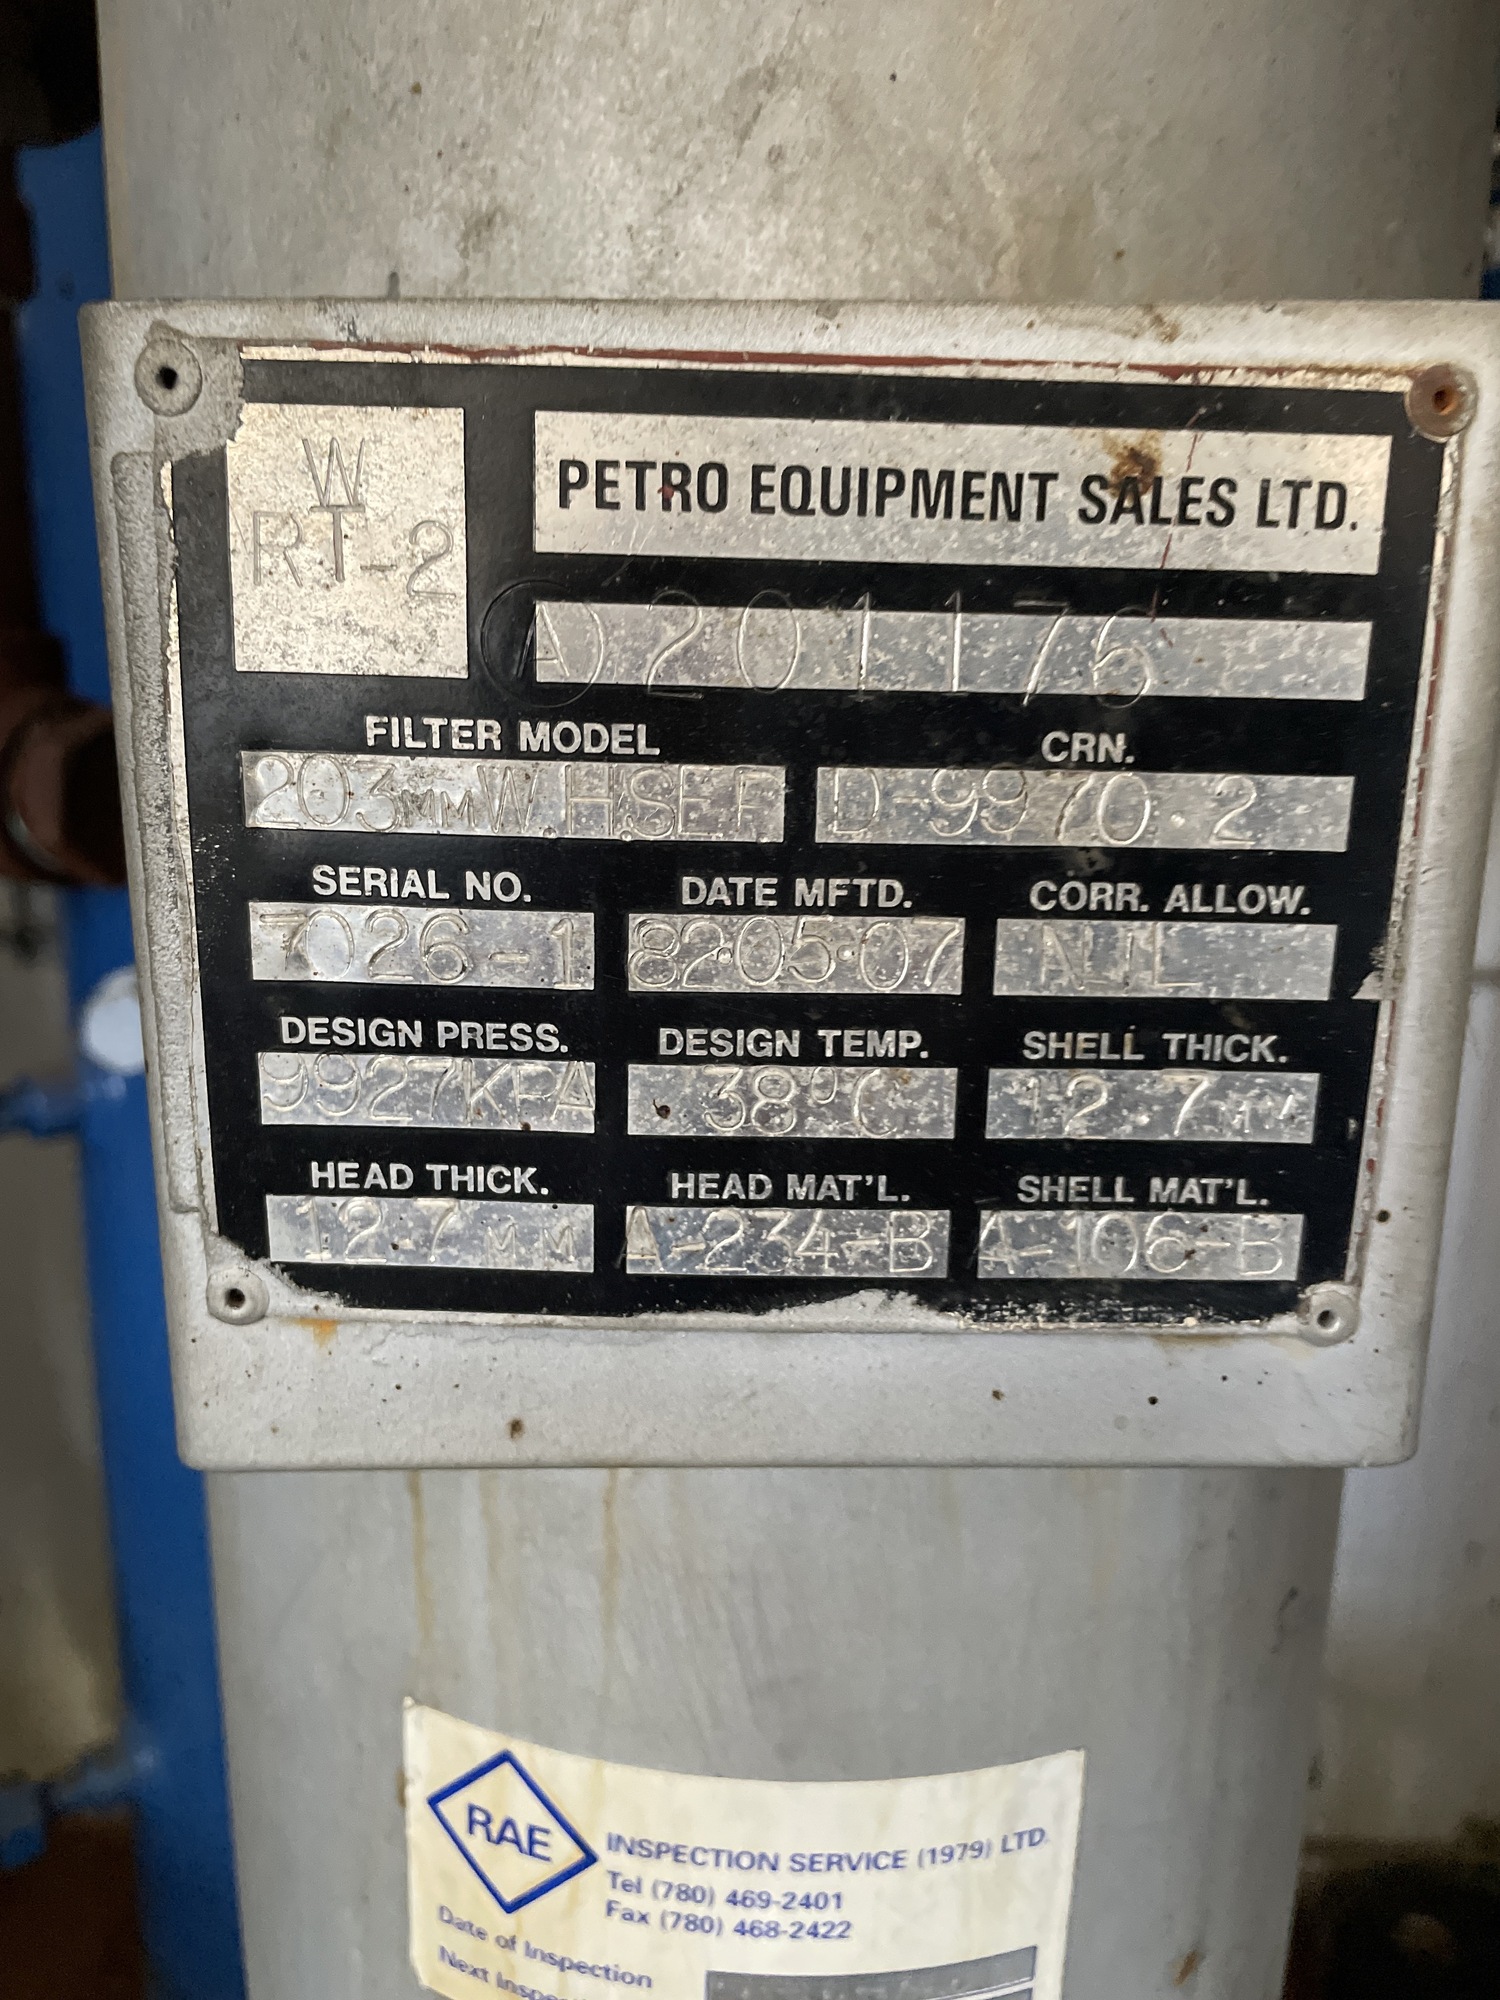 W
RT-2
PETRO EQUIPMENT SALES LTD.
A 201176
FILTER MODEL CRN.
203MM W HSEF D-9970.2
SERIAL NO. DATE MFTD. CORR. ALLOW.
7026-1 82.05.07 NIL
DESIGN PRESS. DESIGN TEMP. SHELL THICK.
9927KPA 38°C 12 7MM
HEAD THICK. HEAD MAT'L. SHELL MAT'L.
12.7MM A-234-B A-106-B
RAE
INSPECTION SERVICE (1979) LTD.
Tel (780) 469-2401
Fax (780) 468-2422
Date of Inspection
Next